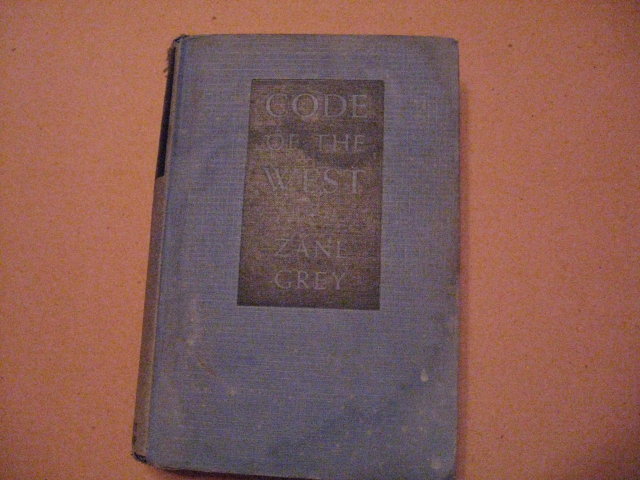 CODE
OF THE
WEST
ZANE
GREY